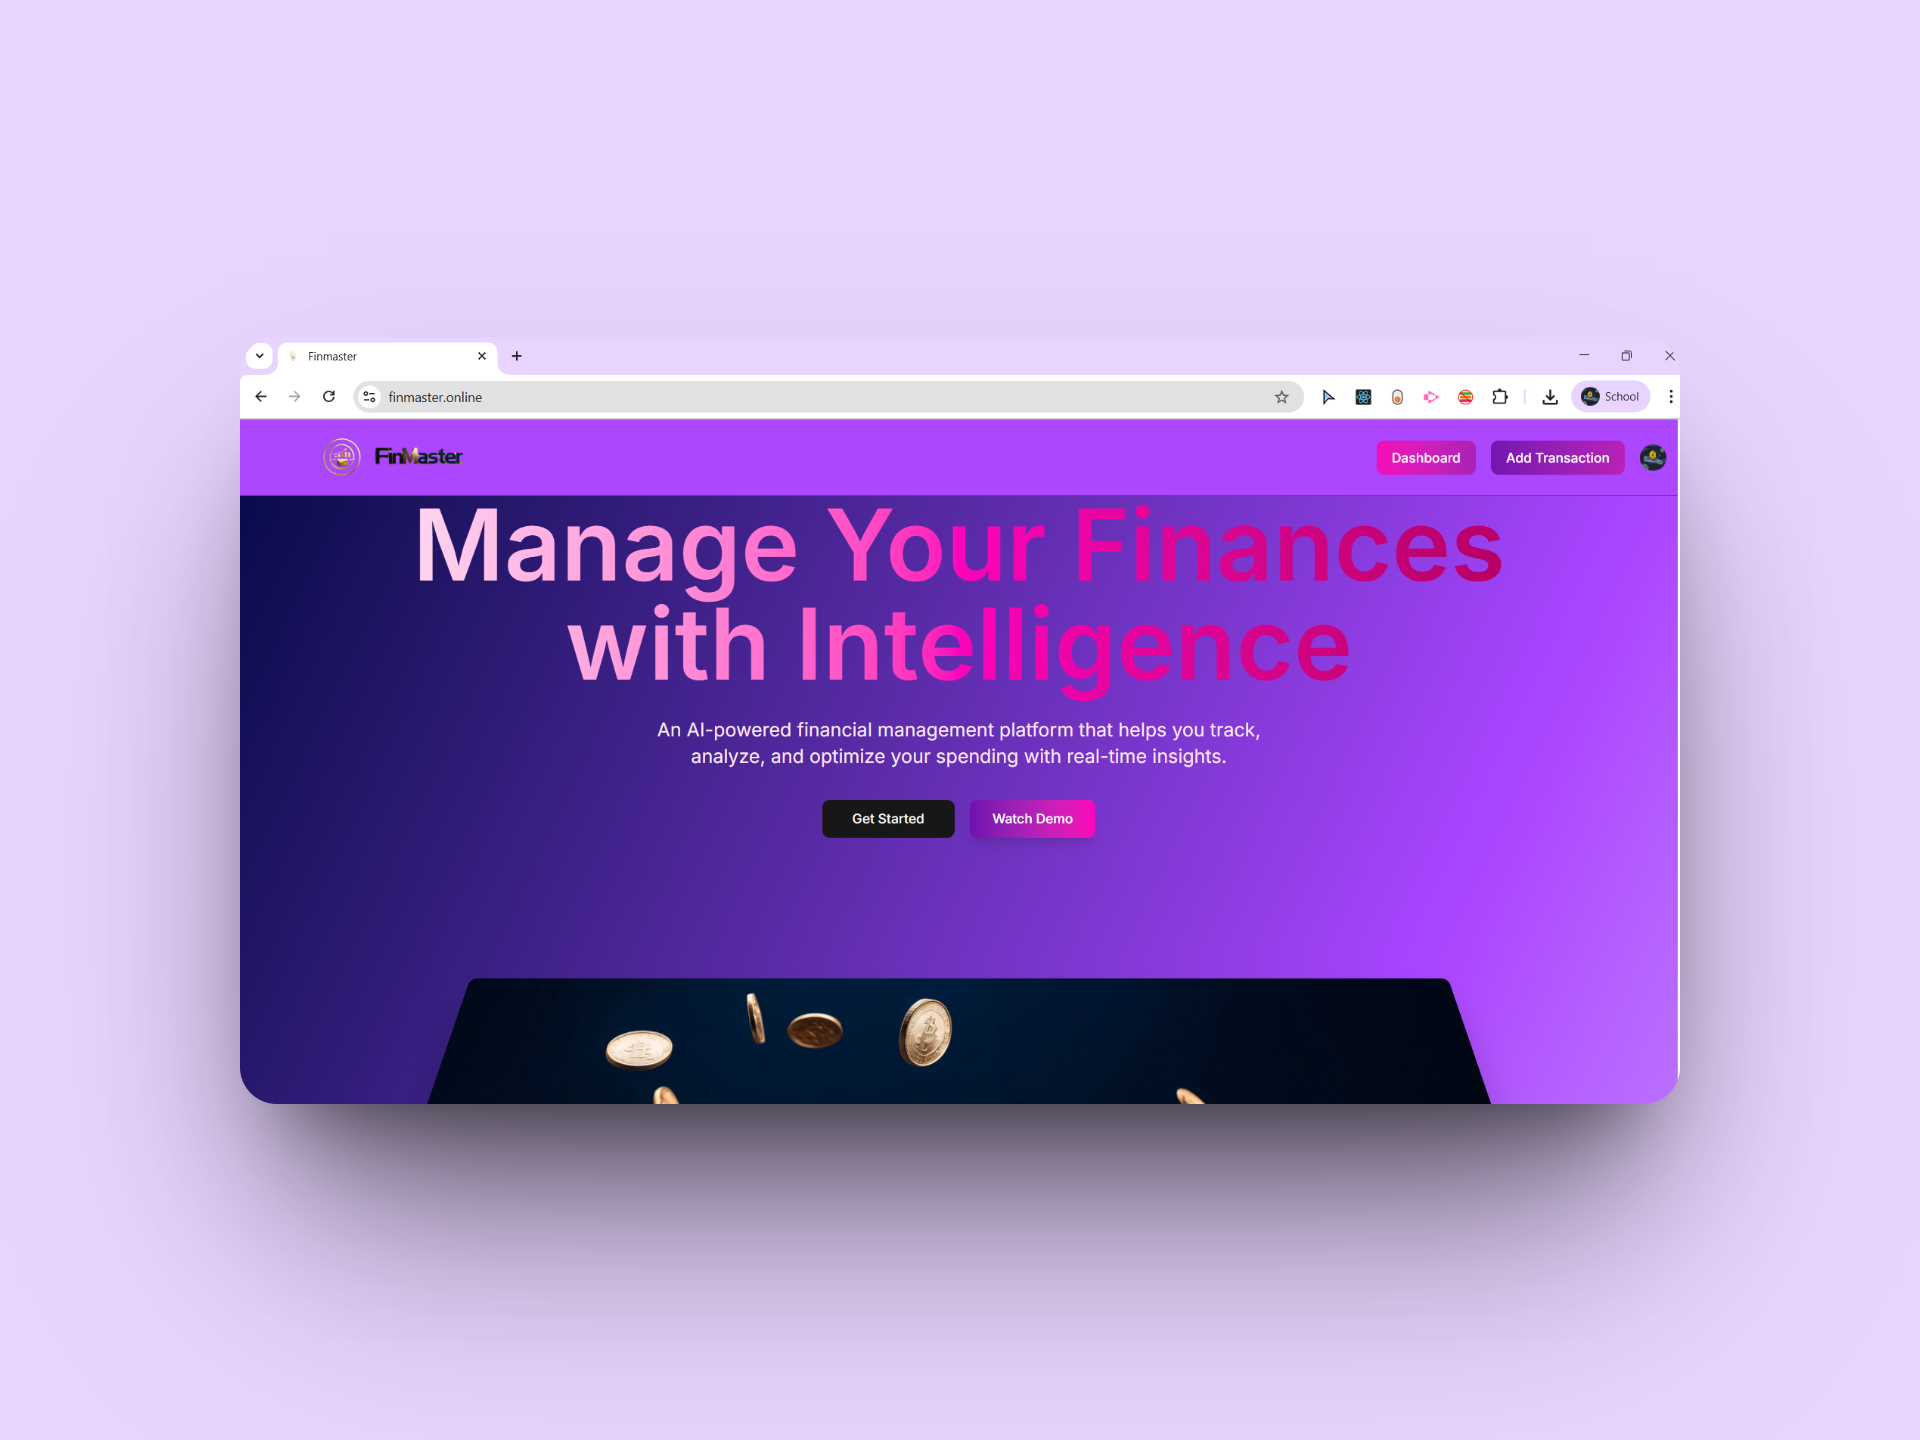 Finmaster
finmaster.online
School
FinMaster
Dashboard
Add Transaction
Manage Your Finances
with Intelligence
An AI-powered financial management platform that helps you track,
analyze, and optimize your spending with real-time insights.
Get Started
Watch Demo